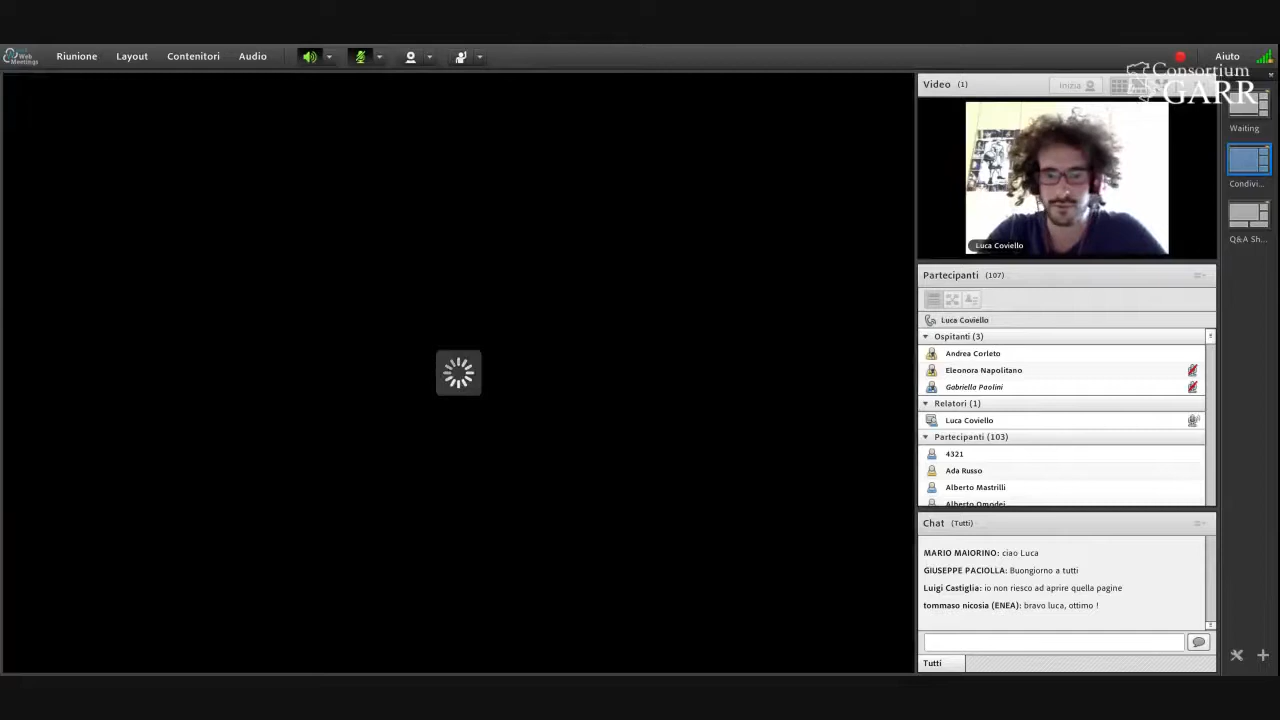 Web
Meetings
Riunione
Layout
Contenitori
Audio
Aiuto
Consortium
GARR
Video (1)
Inizia
Luca Coviello
Waiting
Condivi...
Q&A Sh...
Partecipanti (107)
Luca Coviello
Ospitanti (3)
Andrea Corleto
Eleonora Napolitano
Gabriella Paolini
Relatori (1)
Luca Coviello
Partecipanti (103)
4321
Ada Russo
Alberto Mastrilli
Alberto Omodei
Chat (Tutti)
MARIO MAIORINO: ciao Luca
GIUSEPPE PACIOLLA: Buongiorno a tutti
Luigi Castiglia: io non riesco ad aprire quella pagine
tommaso nicosia (ENEA): bravo luca, ottimo !
Tutti